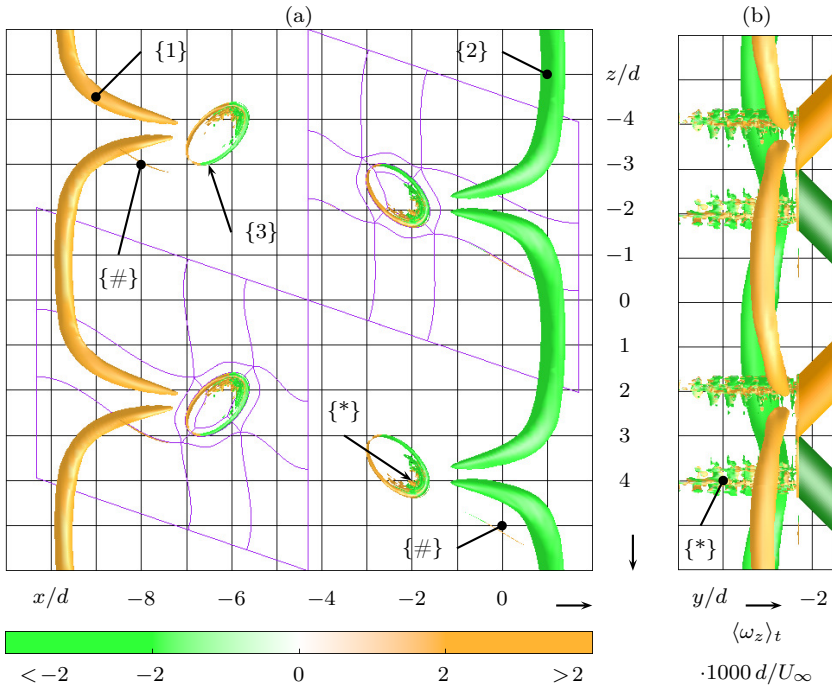 (a) (b)
{1} {2} z/d
−4
−3
−2
{3} −1
{#} 0
1
2
{*} 3
4
{#} {*}
x/d −8 −6 −4 −2 0 y/d −2
⟨ω_z⟩_t
<−2 −2 0 2 >2 ·1000 d/U_∞